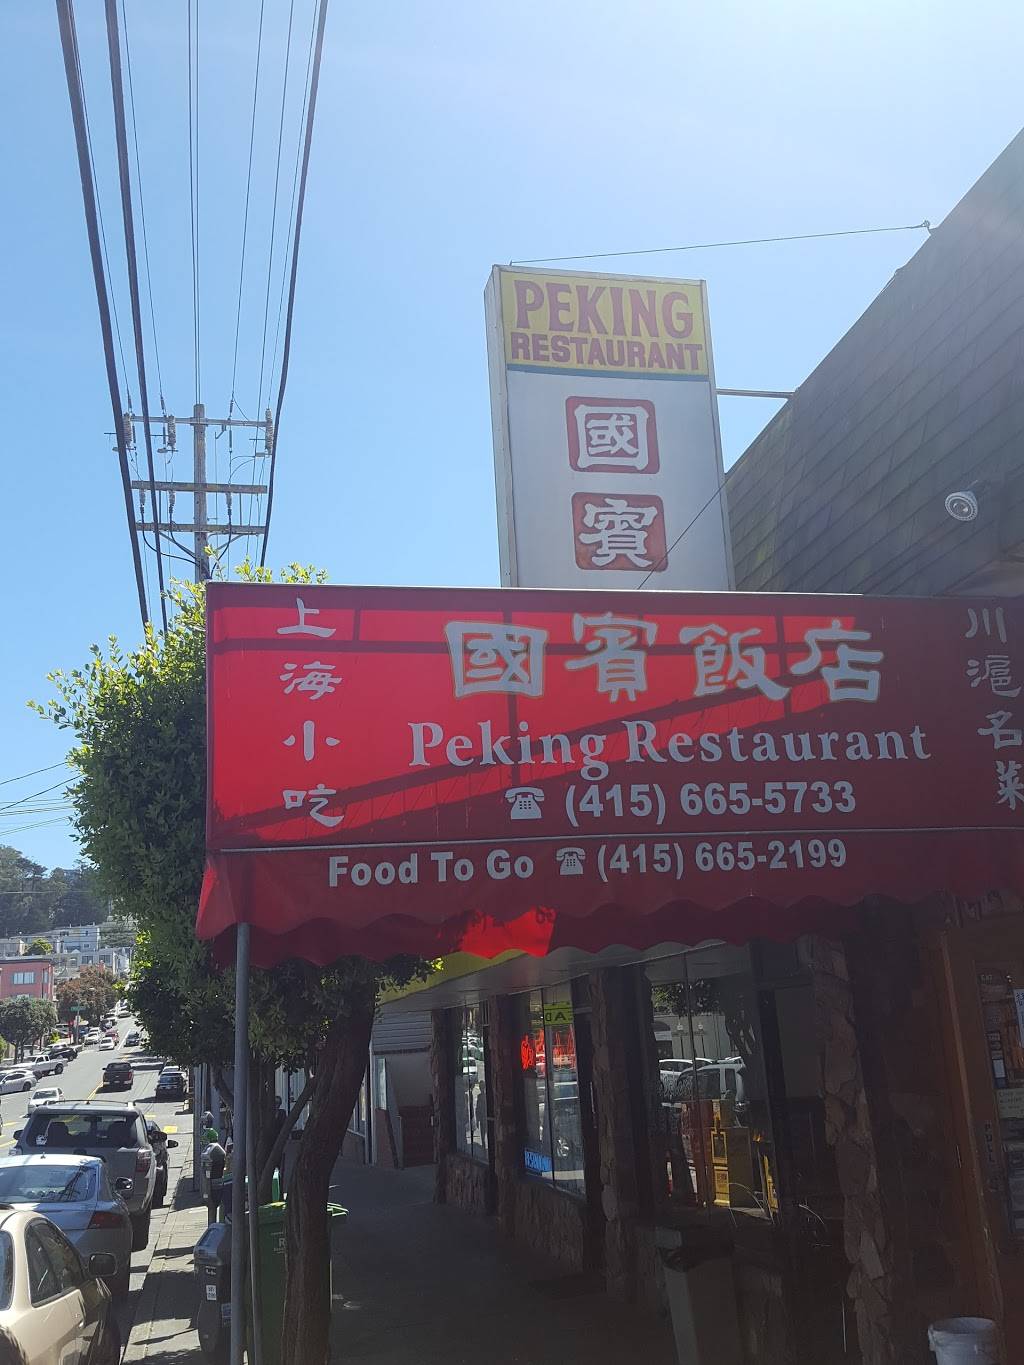 PEKING
RESTAURANT
國
賓
上海小吃
國賓飯店
川滬名菜
Peking Restaurant
(415) 665-5733
Food To Go
(415) 665-2199